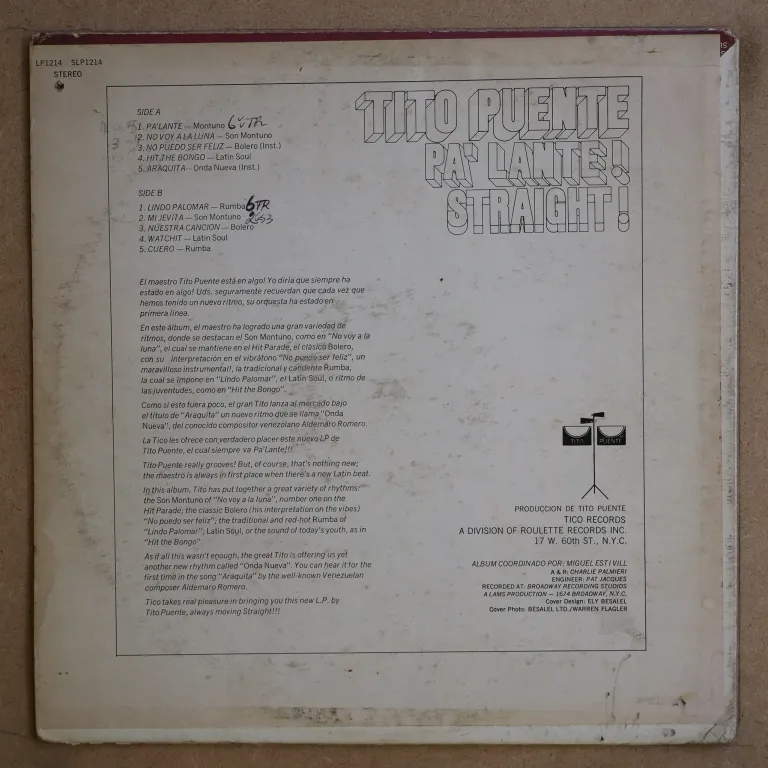 LP1214 SLP1214
STEREO
TITO PUENTE
PA' LANTE!
STRAIGHT!
SIDE A
1. PA'LANTE — Montuno
2. NO VOY A LA LUNA — Son Montuno
3. NO PUEDO SER FELIZ — Bolero (Inst.)
4. HIT THE BONGO — Latin Soul
5. ARAQUITA — Onda Nueva (Inst.)
SIDE B
1. LINDO PALOMAR — Rumba 6TR
2. MI JEVITA — Son Montuno
3. NUESTRA CANCION — Bolero
4. WATCHIT — Latin Soul
5. CUERO — Rumba
El maestro Tito Puente está en algo! Yo diría que siempre ha
estado en algo! Uds. seguramente recuerdan que cada vez que
hemos tenido un nuevo ritmo, su orquesta ha estado en
primera línea.
En este álbum, el maestro ha logrado una gran variedad de
ritmos, donde se destacan el Son Montuno, como en "No voy a la
luna", el cual se mantiene en el Hit Parade, el clásico Bolero,
con su interpretación en el vibráfono "No puedo ser feliz", un
maravilloso instrumental!, la tradicional y candente Rumba,
la cual se impone en "Lindo Palomar", el Latin Soul, o ritmo de
las juventudes, como en "Hit the Bongo".
Como si esto fuera poco, el gran Tito lanza al mercado bajo
el título de "Araquita" un nuevo ritmo que se llama "Onda
Nueva", del conocido compositor venezolano Aldemaro Romero.
La Tico les ofrece con verdadero placer este nuevo LP de
Tito Puente, el cual siempre va Pa'Lante!!!
Tito Puente really grooves! But, of course, that's nothing new;
the maestro is always in first place when there's a new Latin beat.
In this album, Tito has put together a great variety of rhythms:
the Son Montuno of "No voy a la luna", number one on the
Hit Parade; the classic Bolero (his interpretation on the vibes)
"No puedo ser feliz"; the traditional and red-hot Rumba of
"Lindo Palomar"; Latin Soul, or the sound of today's youth, as in
"Hit the Bongo".
As if all this wasn't enough, the great Tito is offering us yet
another new rhythm called "Onda Nueva". You can hear it for the
first time in the song "Araquita" by the well-known Venezuelan
composer Aldemaro Romero.
Tico takes real pleasure in bringing you this new L.P. by
Tito Puente, always moving Straight!!!
TITO PUENTE
PRODUCCION DE TITO PUENTE
TICO RECORDS
A DIVISION OF ROULETTE RECORDS INC.
17 W. 60th ST., N.Y.C.
ALBUM COORDINADO POR: MIGUEL ESTIVILL
A & R: CHARLIE PALMIERI
ENGINEER: PAT JACQUES
RECORDED AT: BROADWAY RECORDING STUDIOS
A LAMS PRODUCTION — 1674 BROADWAY, N.Y.C.
Cover Design: ELY BESALEL
Cover Photo: BESALEL LTD./WARREN FLAGLER